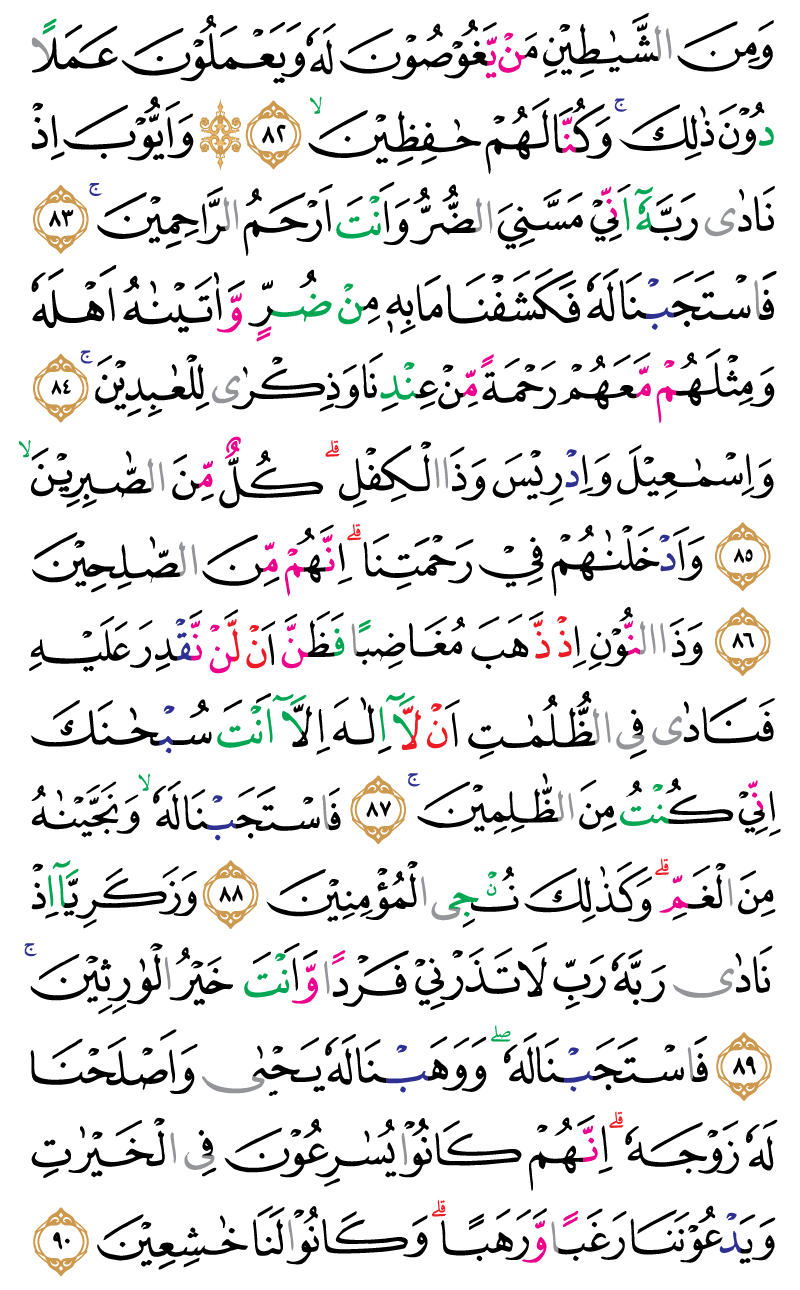 وَمِنَ الشَّيٰطِيْنِ مَنْ يَّغُوْصُوْنَ لَهٗ وَيَعْمَلُوْنَ عَمَلًا
دُوْنَ ذٰلِكَ ۚ وَكُنَّا لَهُمْ حٰفِظِيْنَ ۙ ٨٢ ۞ وَاَيُّوْبَ اِذْ
نَادٰى رَبَّهٗٓ اَنِّيْ مَسَّنِيَ الضُّرُّ وَاَنْتَ اَرْحَمُ الرَّاحِمِيْنَ ۚ ٨٣
فَاسْتَجَبْنَا لَهٗ فَكَشَفْنَا مَا بِهٖ مِنْ ضُرٍّ وَّاٰتَيْنٰهُ اَهْلَهٗ
وَمِثْلَهُمْ مَّعَهُمْ رَحْمَةً مِّنْ عِنْدِنَا وَذِكْرٰى لِلْعٰبِدِيْنَ ۚ ٨٤
وَاِسْمٰعِيْلَ وَاِدْرِيْسَ وَذَا الْكِفْلِ ۗ كُلٌّ مِّنَ الصّٰبِرِيْنَ ۙ
٨٥ وَاَدْخَلْنٰهُمْ فِيْ رَحْمَتِنَا ۗ اِنَّهُمْ مِّنَ الصّٰلِحِيْنَ
٨٦ وَذَا النُّوْنِ اِذْ ذَّهَبَ مُغَاضِبًا فَظَنَّ اَنْ لَّنْ نَّقْدِرَ عَلَيْهِ
فَنَادٰى فِى الظُّلُمٰتِ اَنْ لَّآ اِلٰهَ اِلَّآ اَنْتَ سُبْحٰنَكَ
اِنِّيْ كُنْتُ مِنَ الظّٰلِمِيْنَ ۚ ٨٧ فَاسْتَجَبْنَا لَهٗ ۙ وَنَجَّيْنٰهُ
مِنَ الْغَمِّ ۗ وَكَذٰلِكَ نُـْۨجِى الْمُؤْمِنِيْنَ ٨٨ وَزَكَرِيَّآ اِذْ
نَادٰى رَبَّهٗ رَبِّ لَا تَذَرْنِيْ فَرْدًا وَّاَنْتَ خَيْرُ الْوٰرِثِيْنَ ۚ
٨٩ فَاسْتَجَبْنَا لَهٗ ۖ وَوَهَبْنَا لَهٗ يَحْيٰى وَاَصْلَحْنَا
لَهٗ زَوْجَهٗ ۗ اِنَّهُمْ كَانُوْا يُسٰرِعُوْنَ فِى الْخَيْرٰتِ
وَيَدْعُوْنَنَا رَغَبًا وَّرَهَبًا ۗ وَكَانُوْا لَنَا خٰشِعِيْنَ ٩٠